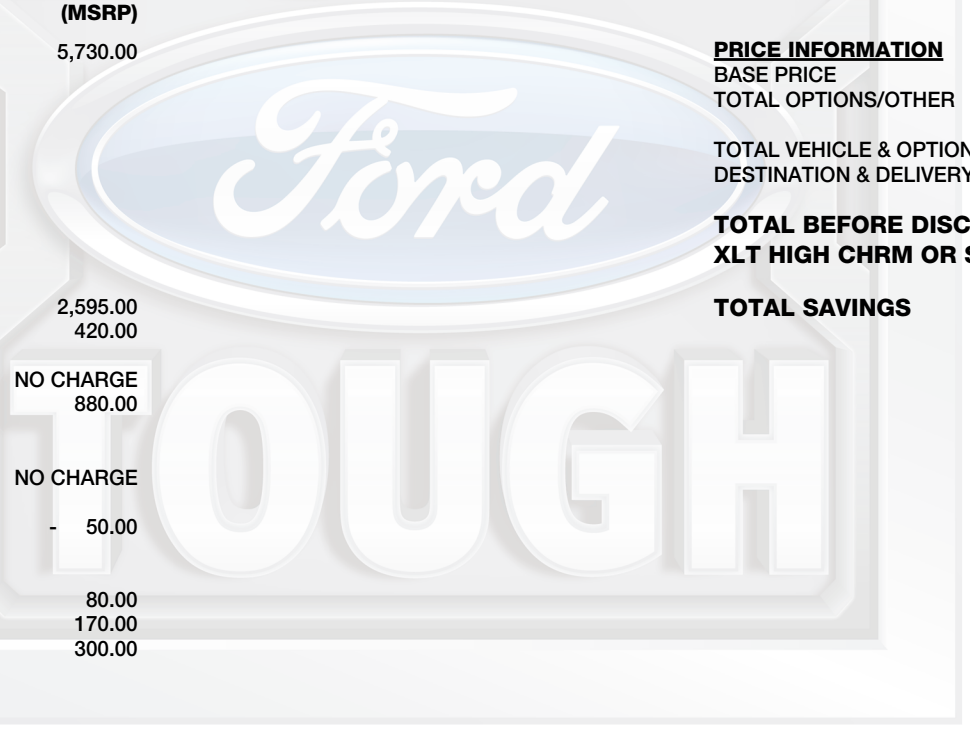 (MSRP)
5,730.00
2,595.00
420.00
NO CHARGE
880.00
NO CHARGE
- 50.00
80.00
170.00
300.00
PRICE INFORMATION
BASE PRICE
TOTAL OPTIONS/OTHER
TOTAL VEHICLE & OPTION
DESTINATION & DELIVERY
TOTAL BEFORE DISC
XLT HIGH CHRM OR S
TOTAL SAVINGS
Ford
TOUGH